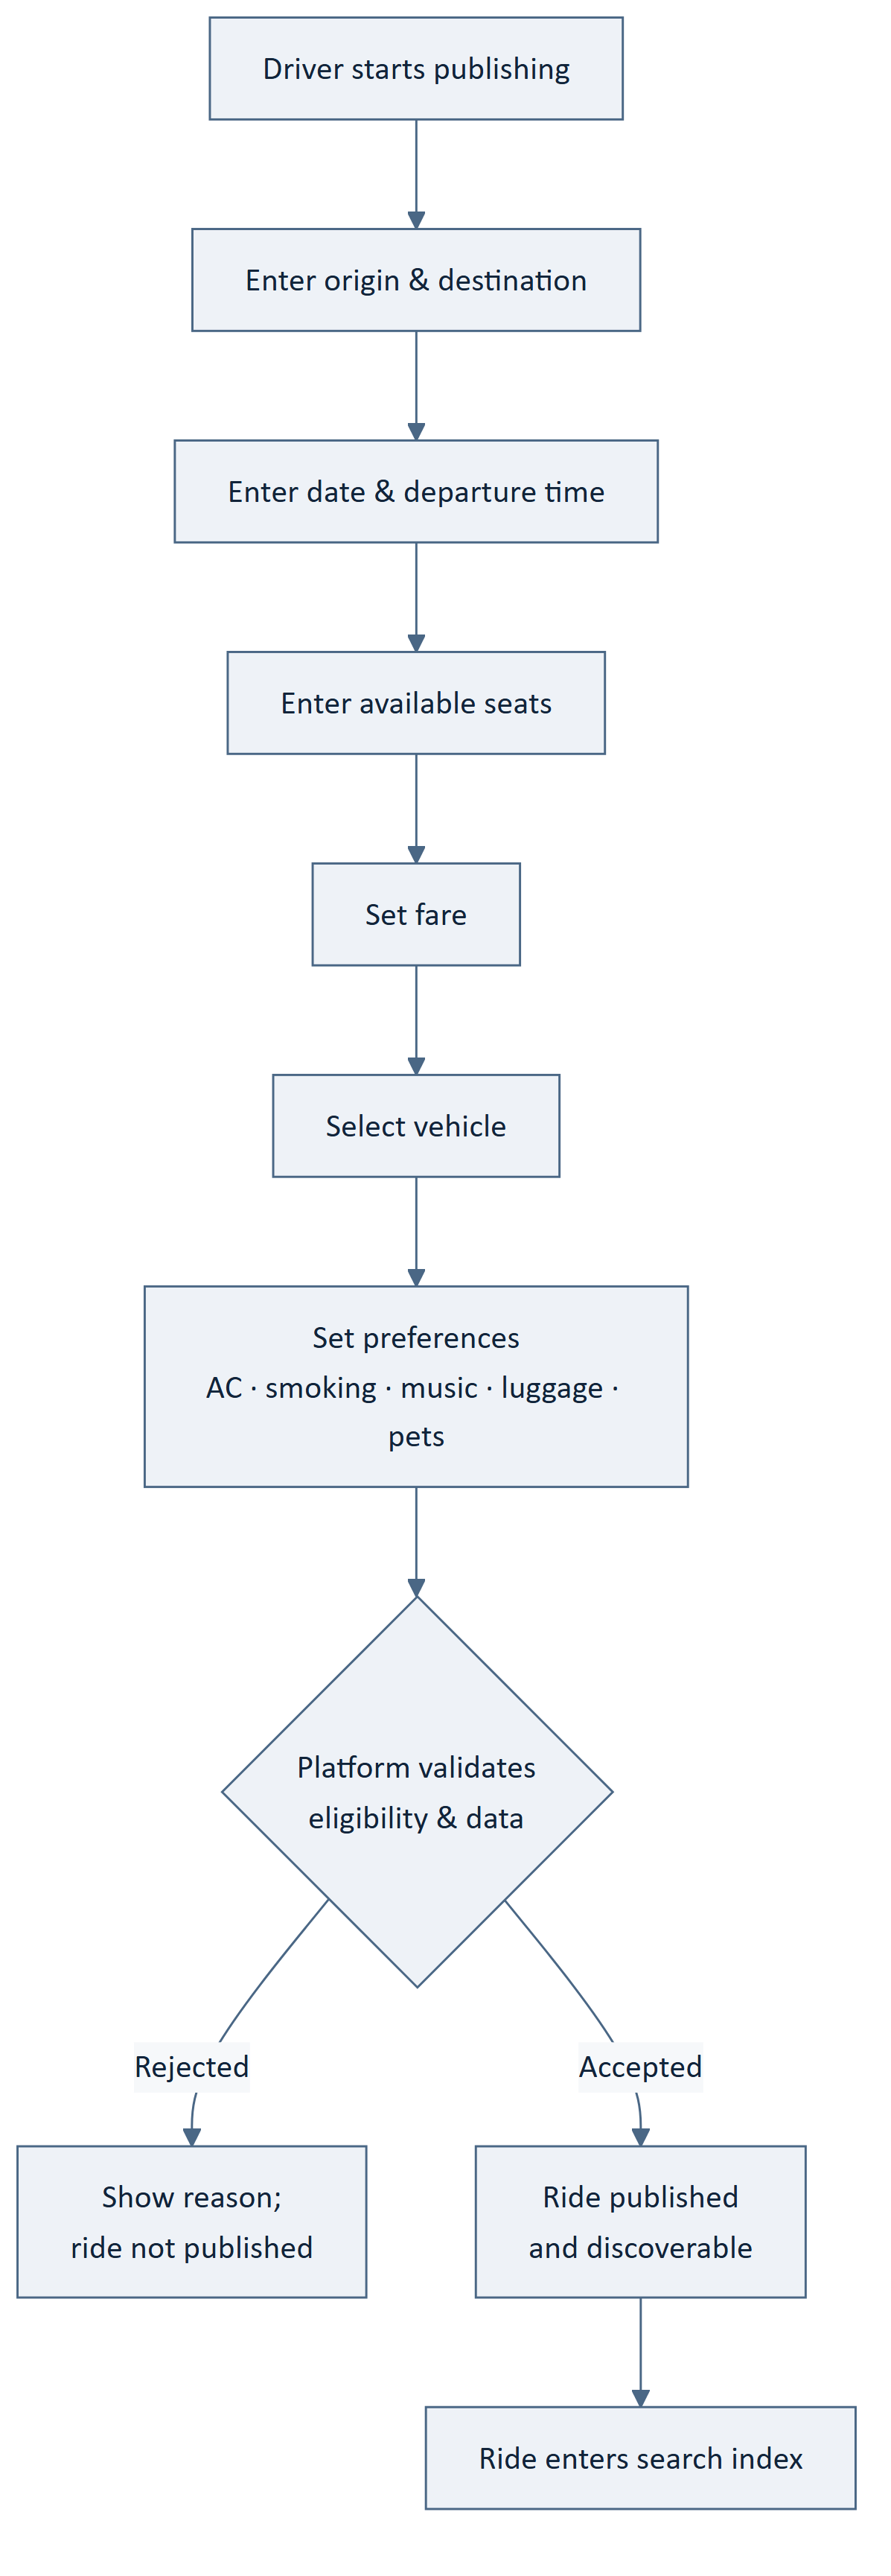 Driver starts publishing
Enter origin & destination
Enter date & departure time
Enter available seats
Set fare
Select vehicle
Set preferences
AC · smoking · music · luggage ·
pets
Platform validates
eligibility & data
Rejected
Accepted
Show reason;
ride not published
Ride published
and discoverable
Ride enters search index